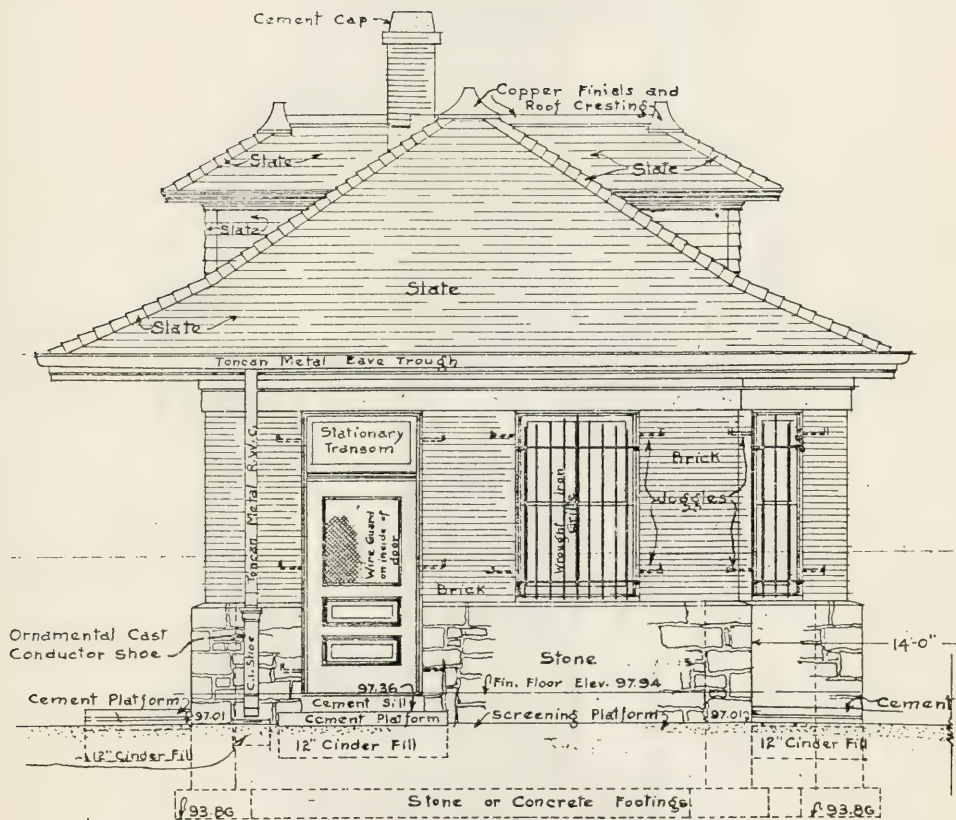 Cement Cap
Copper Finials and
Roof Cresting
Slate
Slate
Slate
Slate
Slate
Toncan Metal Eave Trough
Stationary
Transom
Toncan Metal R.W.C.
Wire Guard
on inside of
door
Wrought Iron
Grille
Brick
Joggles
Brick
Ornamental Cast
Conductor Shoe
C.I. Shoe
Stone
14'-0"
97.36
Fin. Floor Elev. 97.94
Cement Platform
Cement Sill
Cement
97.01
Cement Platform
Screening Platform
97.01
12" Cinder Fill
12" Cinder Fill
12" Cinder Fill
93.86
Stone or Concrete Footings
93.86